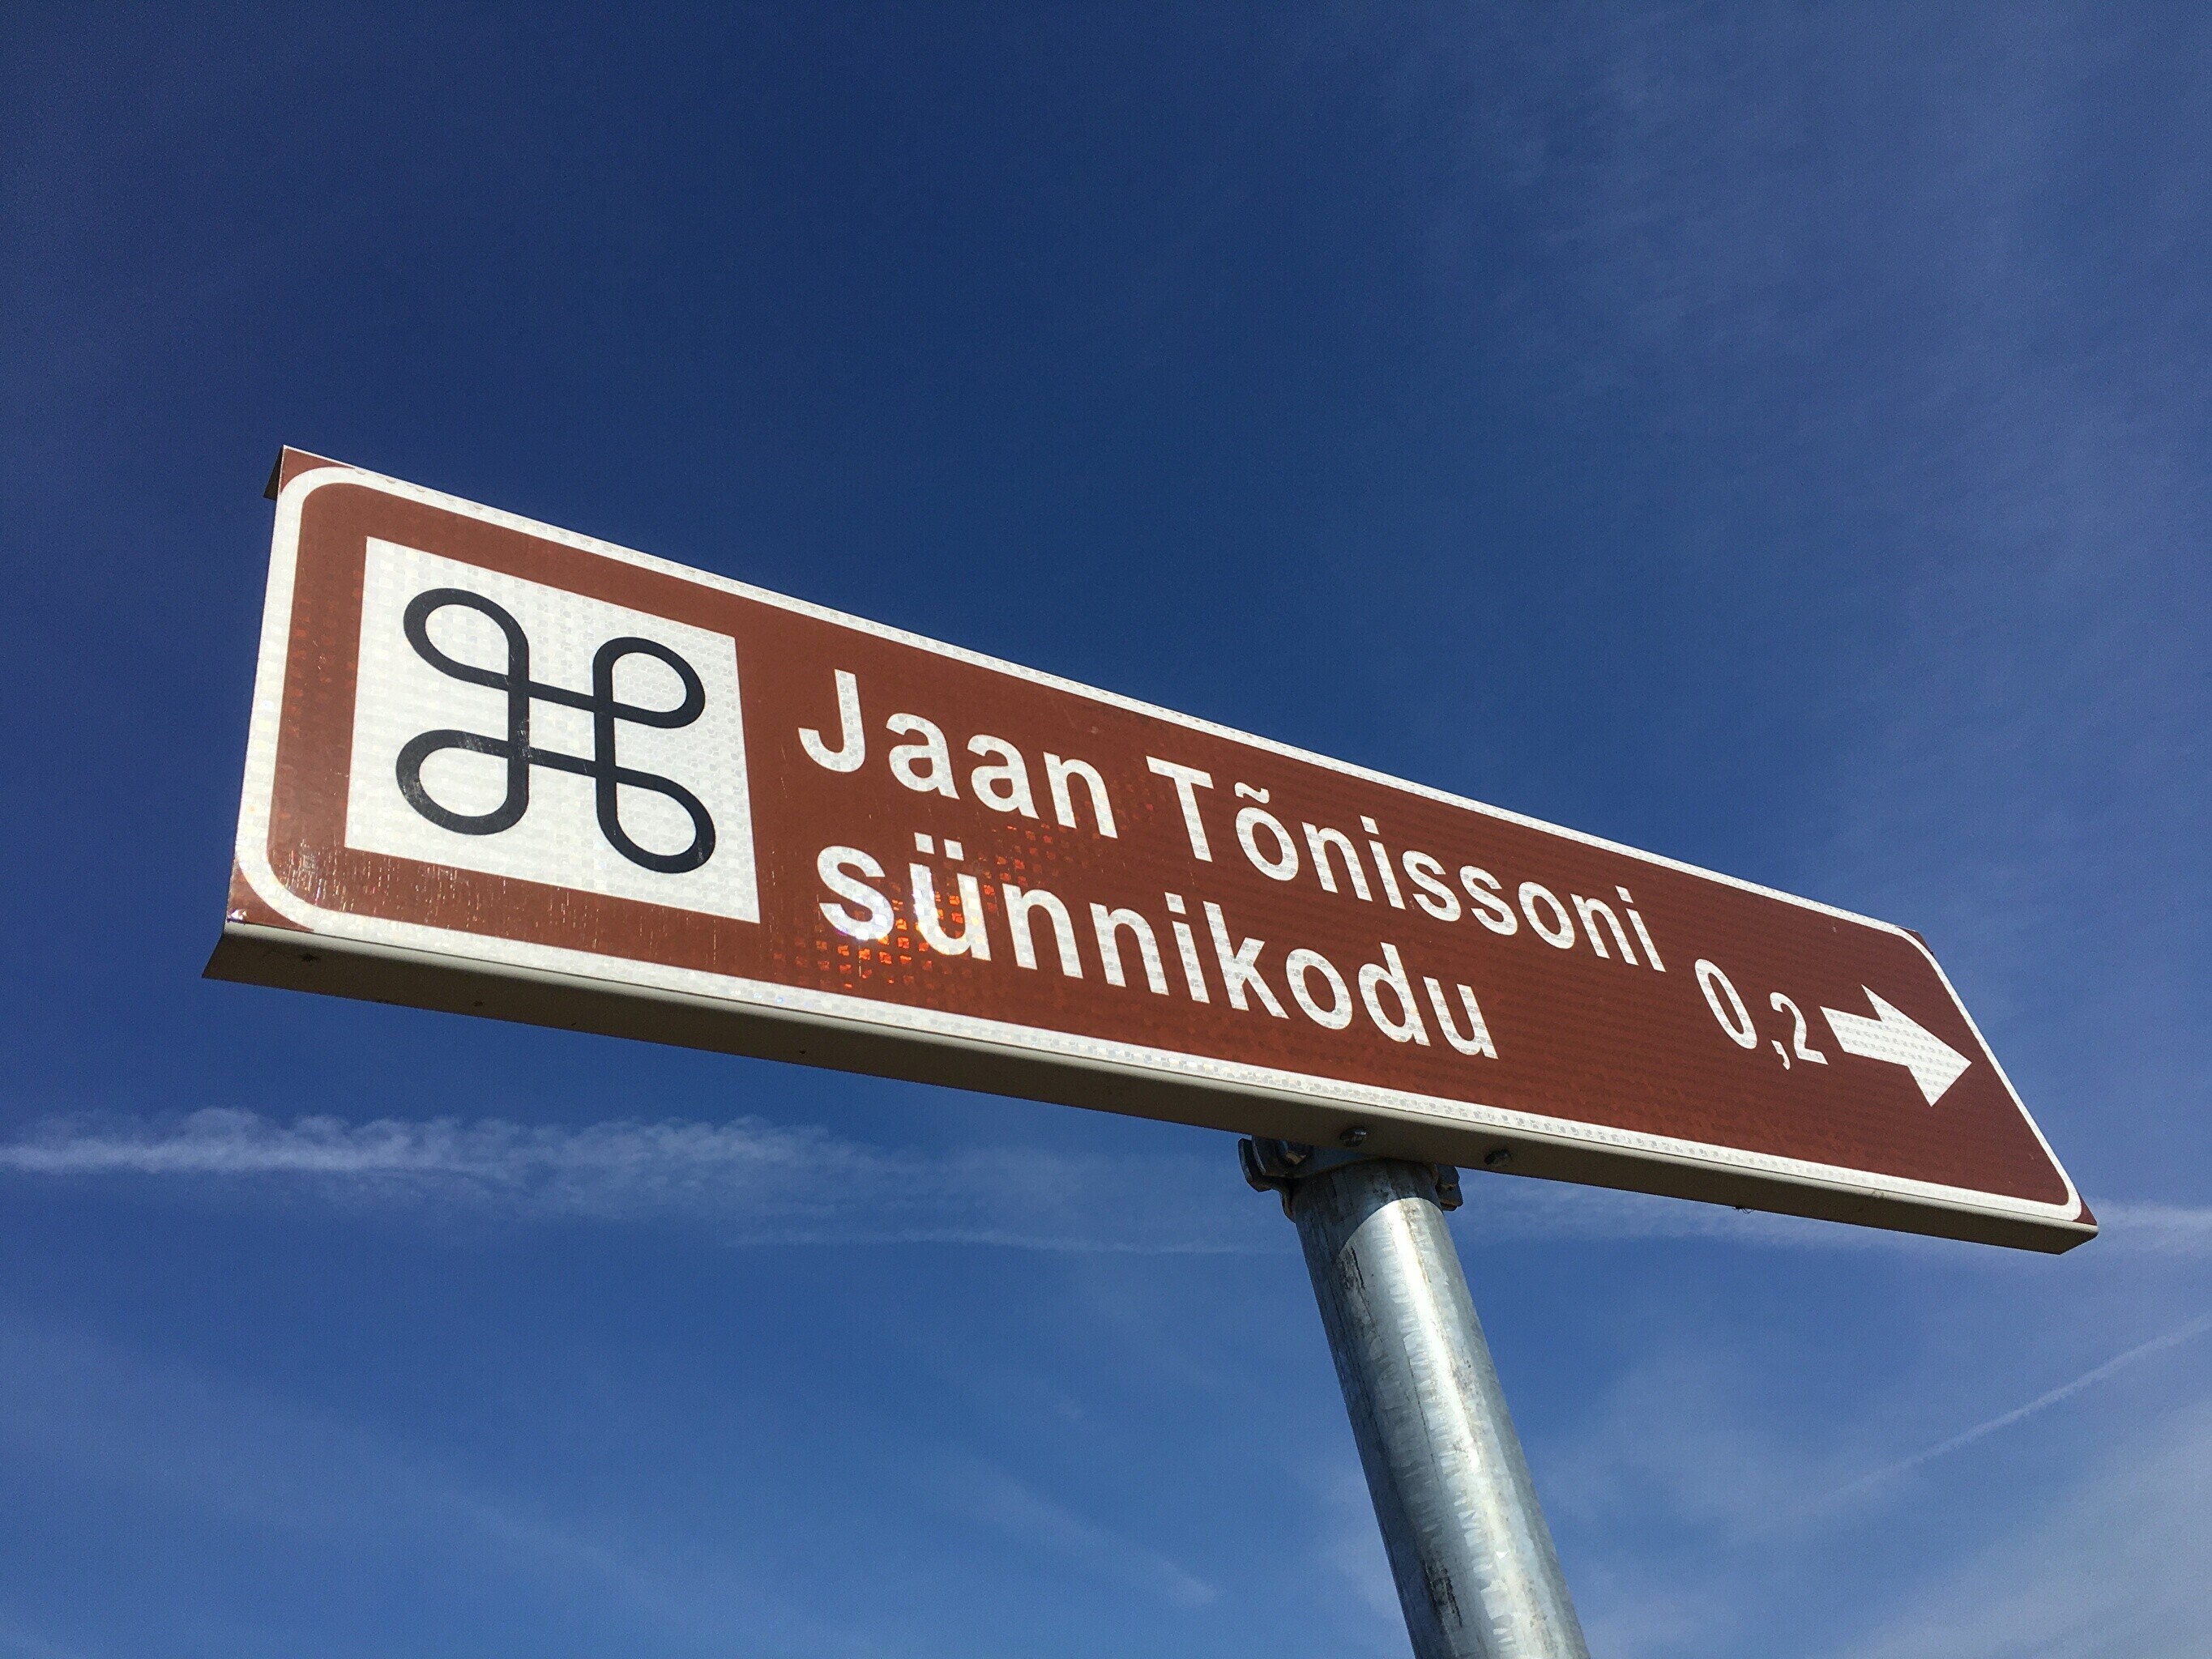 Jaan Tõnissoni
sünnikodu
0,2